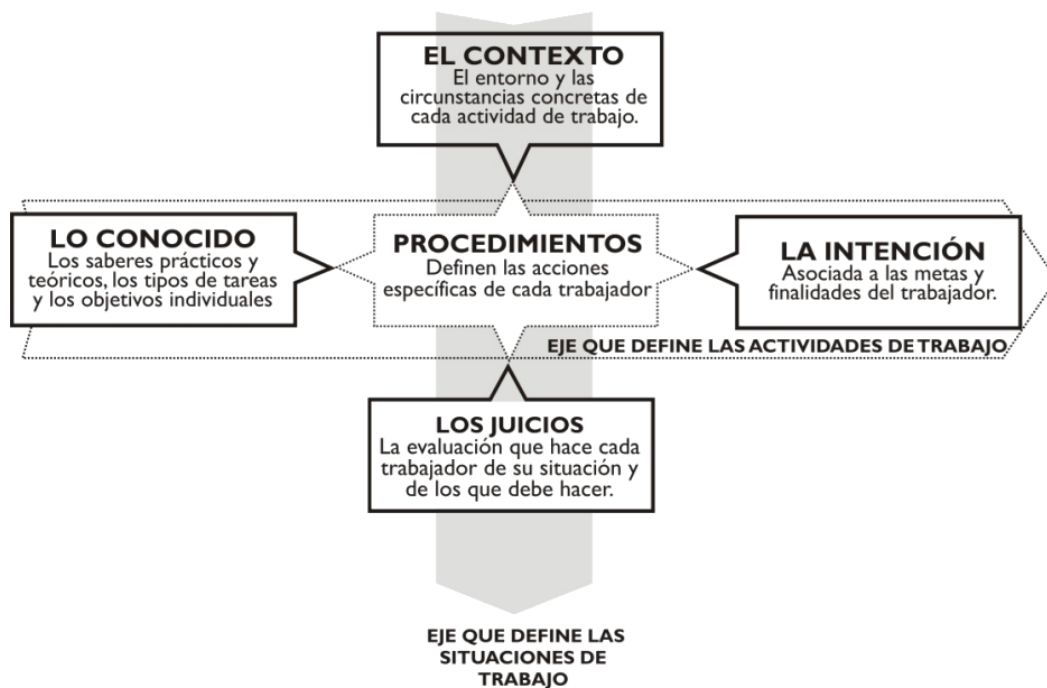 EL CONTEXTO
El entorno y las
circunstancias concretas de
cada actividad de trabajo.
LO CONOCIDO
Los saberes prácticos y
teóricos, los tipos de tareas
y los objetivos individuales
PROCEDIMIENTOS
Definen las acciones
específicas de cada trabajador
LA INTENCIÓN
Asociada a las metas y
finalidades del trabajador.
EJE QUE DEFINE LAS ACTIVIDADES DE TRABAJO
LOS JUICIOS
La evaluación que hace cada
trabajador de su situación y
de los que debe hacer.
EJE QUE DEFINE LAS
SITUACIONES DE
TRABAJO